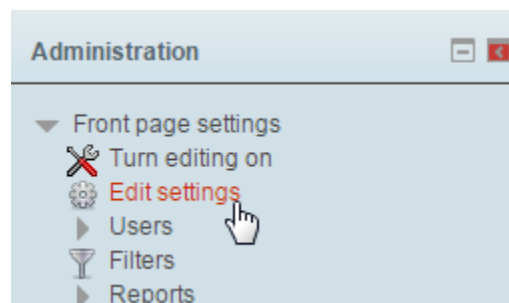 Administration
Front page settings
Turn editing on
Edit settings
Users
Filters
Reports